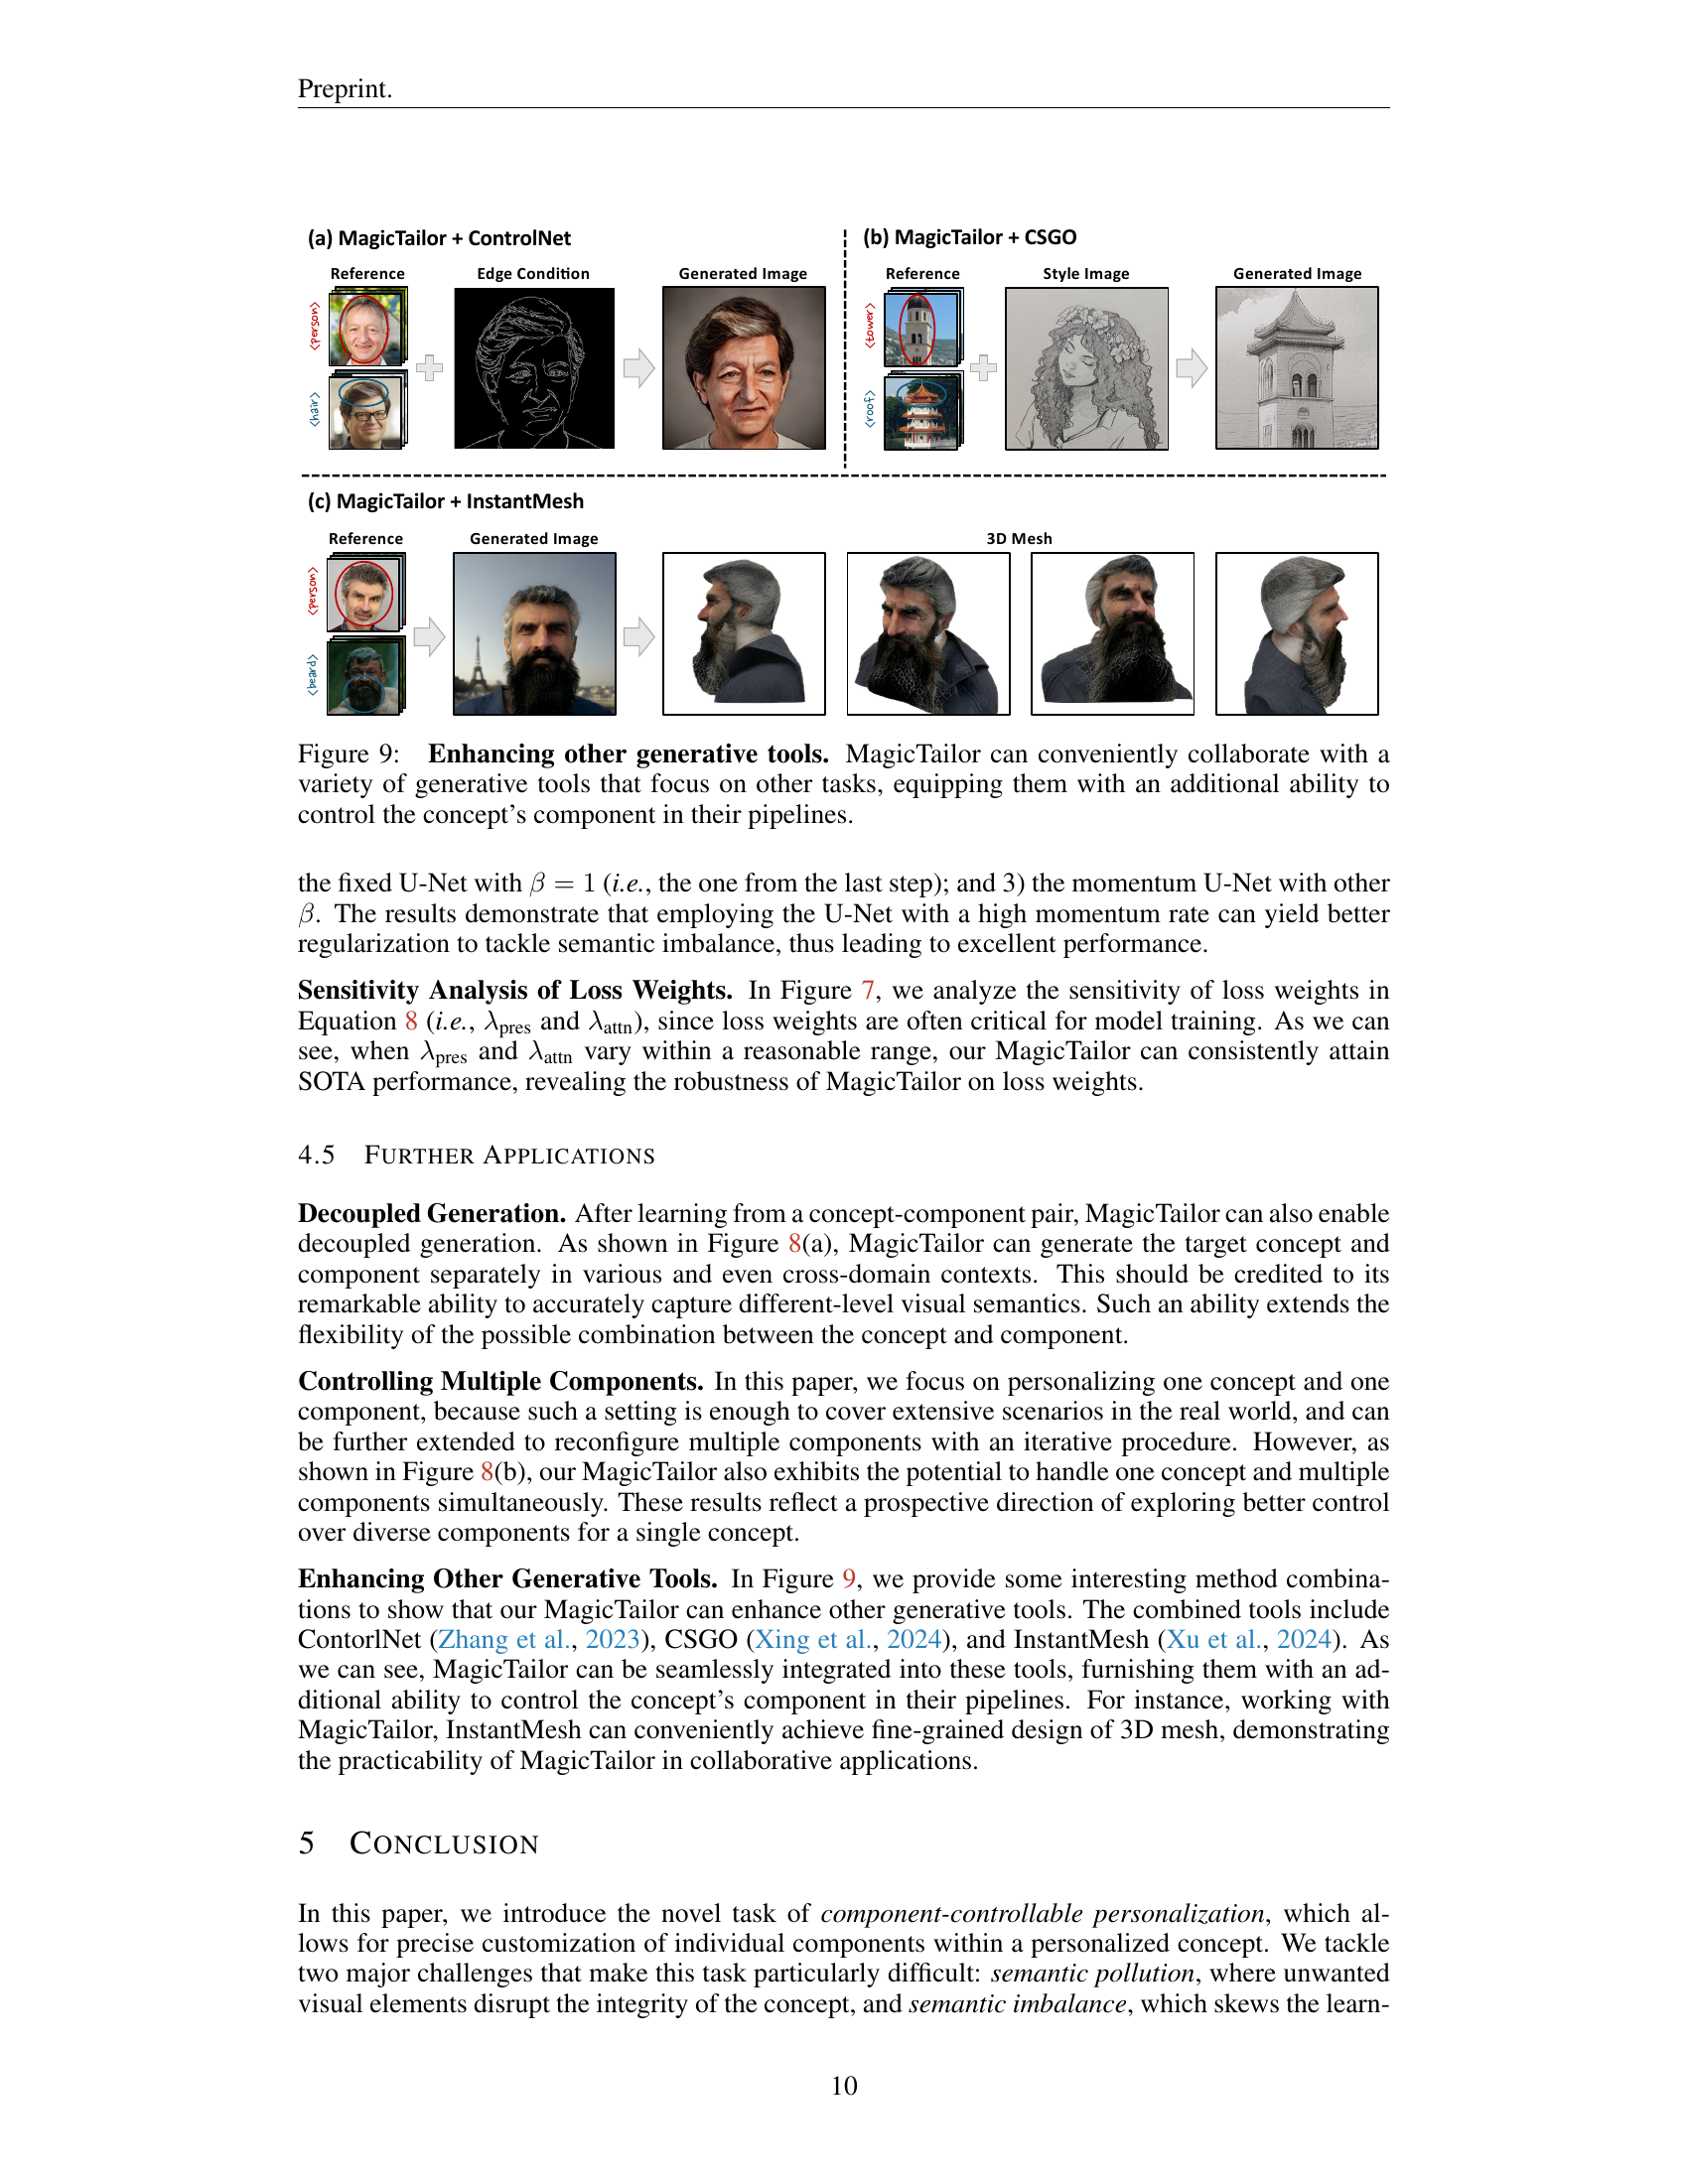 Preprint.
(a) MagicTailor + ControlNet
Reference
Edge Condition
Generated Image
<person>
<hair>
(b) MagicTailor + CSGO
Reference
Style Image
Generated Image
<tower>
<roof>
(c) MagicTailor + InstantMesh
Reference
Generated Image
3D Mesh
<person>
<beard>
Figure 9: Enhancing other generative tools. MagicTailor can conveniently collaborate with a
variety of generative tools that focus on other tasks, equipping them with an additional ability to
control the concept's component in their pipelines.
the fixed U-Net with β = 1 (i.e., the one from the last step); and 3) the momentum U-Net with other
β. The results demonstrate that employing the U-Net with a high momentum rate can yield better
regularization to tackle semantic imbalance, thus leading to excellent performance.
Sensitivity Analysis of Loss Weights. In Figure 7, we analyze the sensitivity of loss weights in
Equation 8 (i.e., λpres and λattn), since loss weights are often critical for model training. As we can
see, when λpres and λattn vary within a reasonable range, our MagicTailor can consistently attain
SOTA performance, revealing the robustness of MagicTailor on loss weights.
4.5 FURTHER APPLICATIONS
Decoupled Generation. After learning from a concept-component pair, MagicTailor can also enable
decoupled generation. As shown in Figure 8(a), MagicTailor can generate the target concept and
component separately in various and even cross-domain contexts. This should be credited to its
remarkable ability to accurately capture different-level visual semantics. Such an ability extends the
flexibility of the possible combination between the concept and component.
Controlling Multiple Components. In this paper, we focus on personalizing one concept and one
component, because such a setting is enough to cover extensive scenarios in the real world, and can
be further extended to reconfigure multiple components with an iterative procedure. However, as
shown in Figure 8(b), our MagicTailor also exhibits the potential to handle one concept and multiple
components simultaneously. These results reflect a prospective direction of exploring better control
over diverse components for a single concept.
Enhancing Other Generative Tools. In Figure 9, we provide some interesting method combina-
tions to show that our MagicTailor can enhance other generative tools. The combined tools include
ContorlNet (Zhang et al., 2023), CSGO (Xing et al., 2024), and InstantMesh (Xu et al., 2024). As
we can see, MagicTailor can be seamlessly integrated into these tools, furnishing them with an ad-
ditional ability to control the concept's component in their pipelines. For instance, working with
MagicTailor, InstantMesh can conveniently achieve fine-grained design of 3D mesh, demonstrating
the practicability of MagicTailor in collaborative applications.
5 CONCLUSION
In this paper, we introduce the novel task of component-controllable personalization, which al-
lows for precise customization of individual components within a personalized concept. We tackle
two major challenges that make this task particularly difficult: semantic pollution, where unwanted
visual elements disrupt the integrity of the concept, and semantic imbalance, which skews the learn-
10